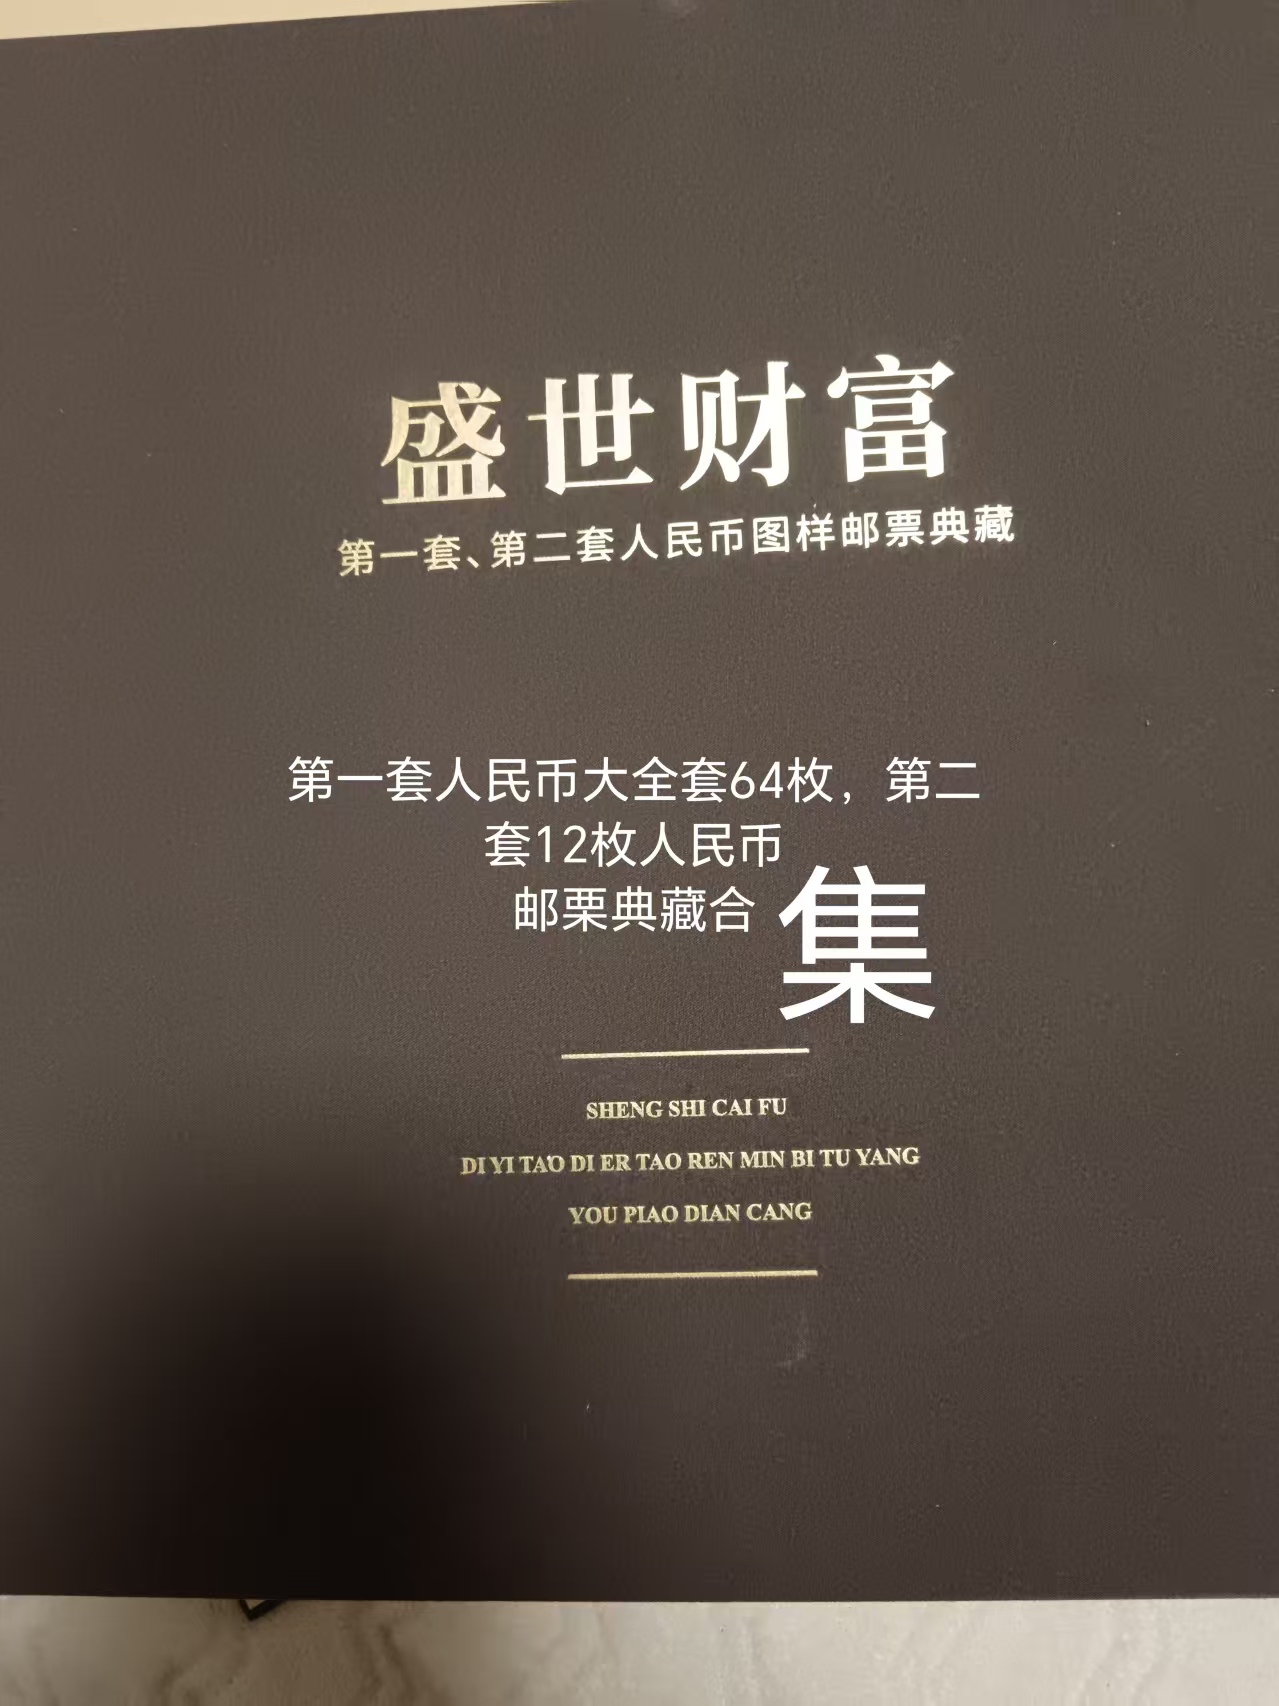 盛世财富
第一套、第二套人民币图样邮票典藏
第一套人民币大全套64枚，第二
套12枚人民币
邮栗典藏合集
SHENG SHI CAI FU
DI YI TAO DI ER TAO REN MIN BI TU YANG
YOU PIAO DIAN CANG